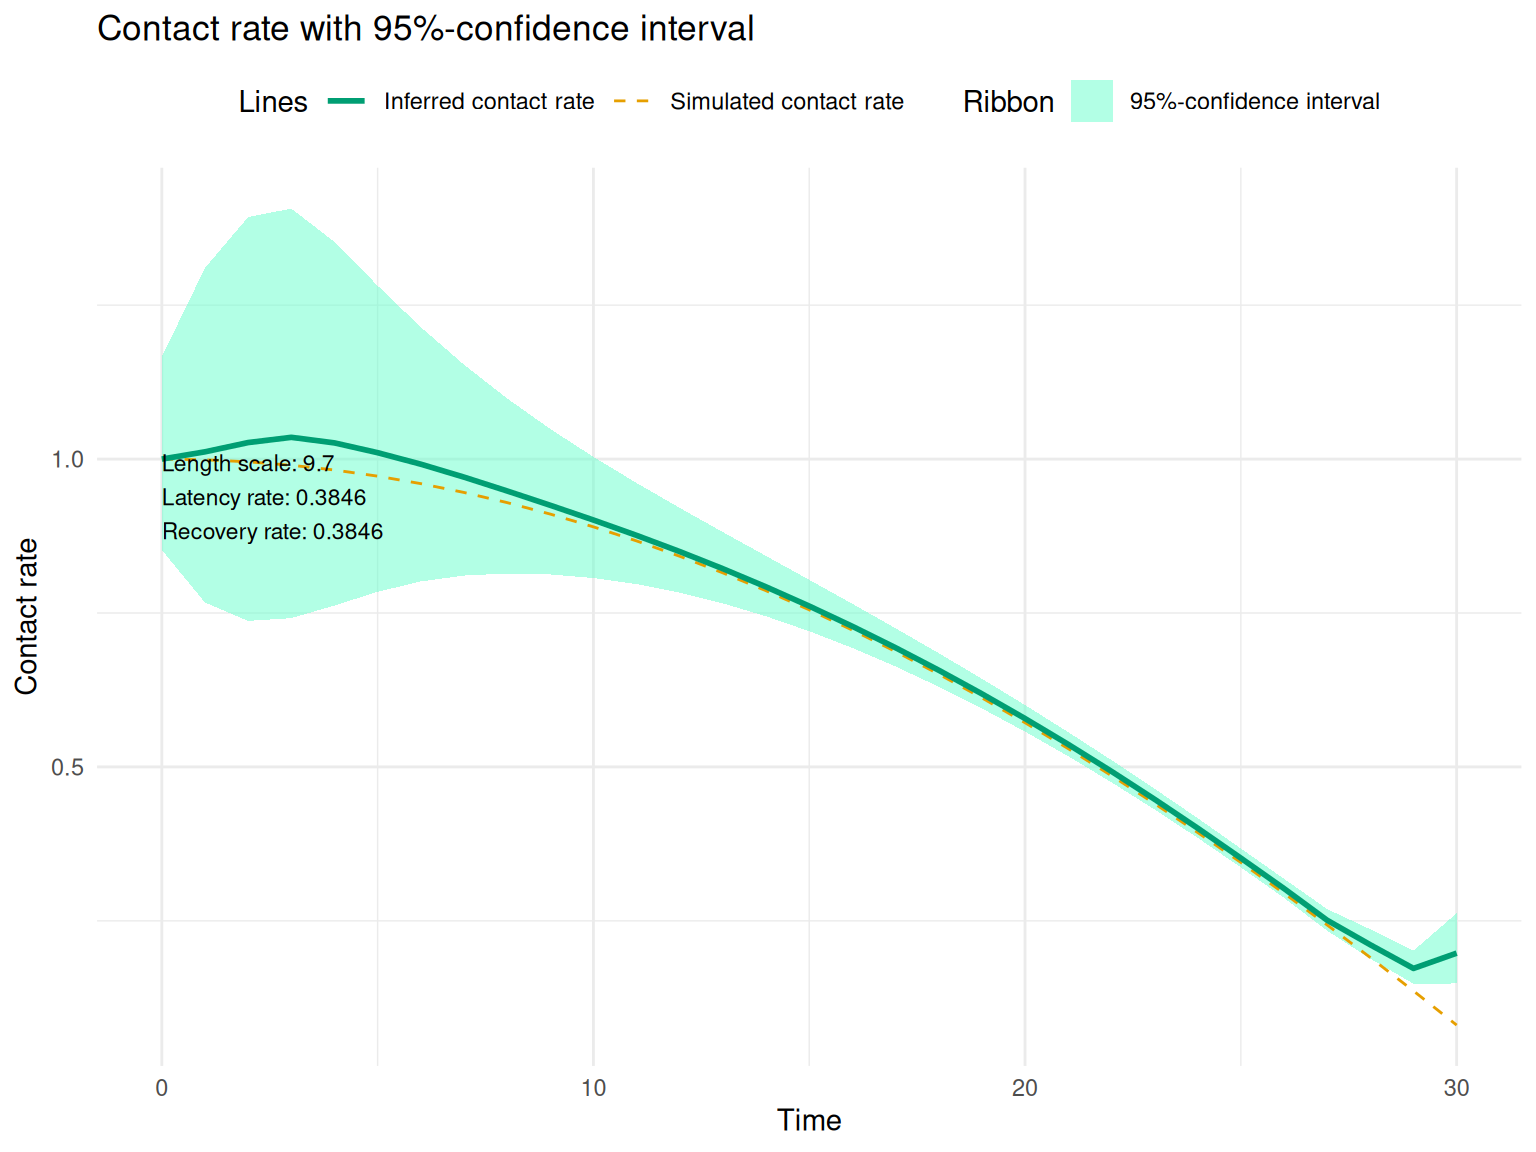 Contact rate with 95%-confidence interval
Lines Inferred contact rate Simulated contact rate Ribbon 95%-confidence interval
Contact rate
1.0
0.5
Length scale: 9.7
Latency rate: 0.3846
Recovery rate: 0.3846
0 10 20 30
Time